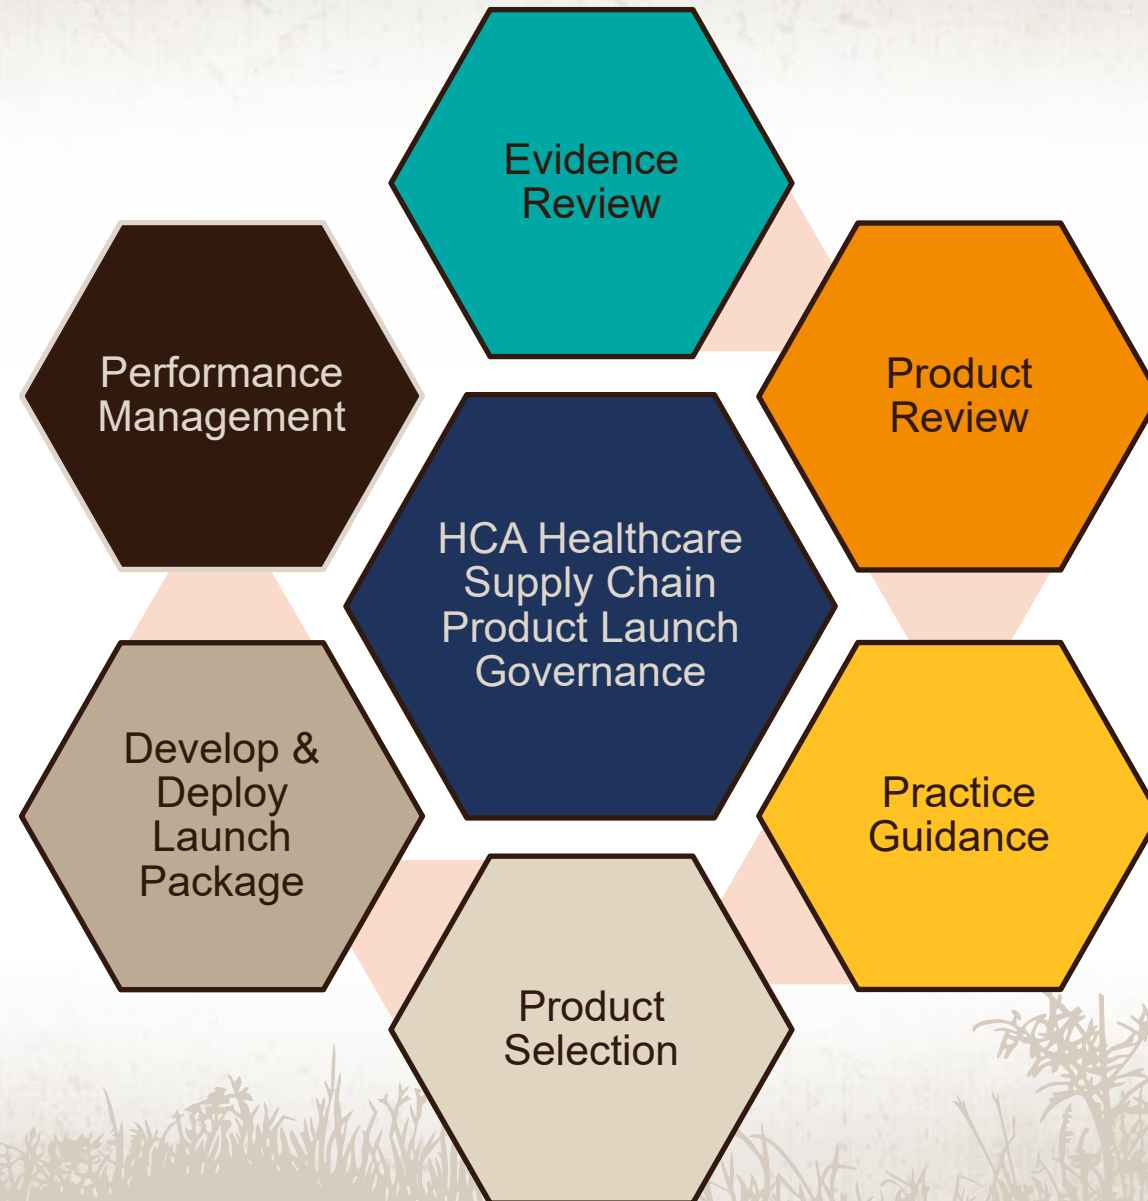 Evidence
Review
Product
Review
Practice
Guidance
Product
Selection
Develop &
Deploy
Launch
Package
Performance
Management
HCA Healthcare
Supply Chain
Product Launch
Governance